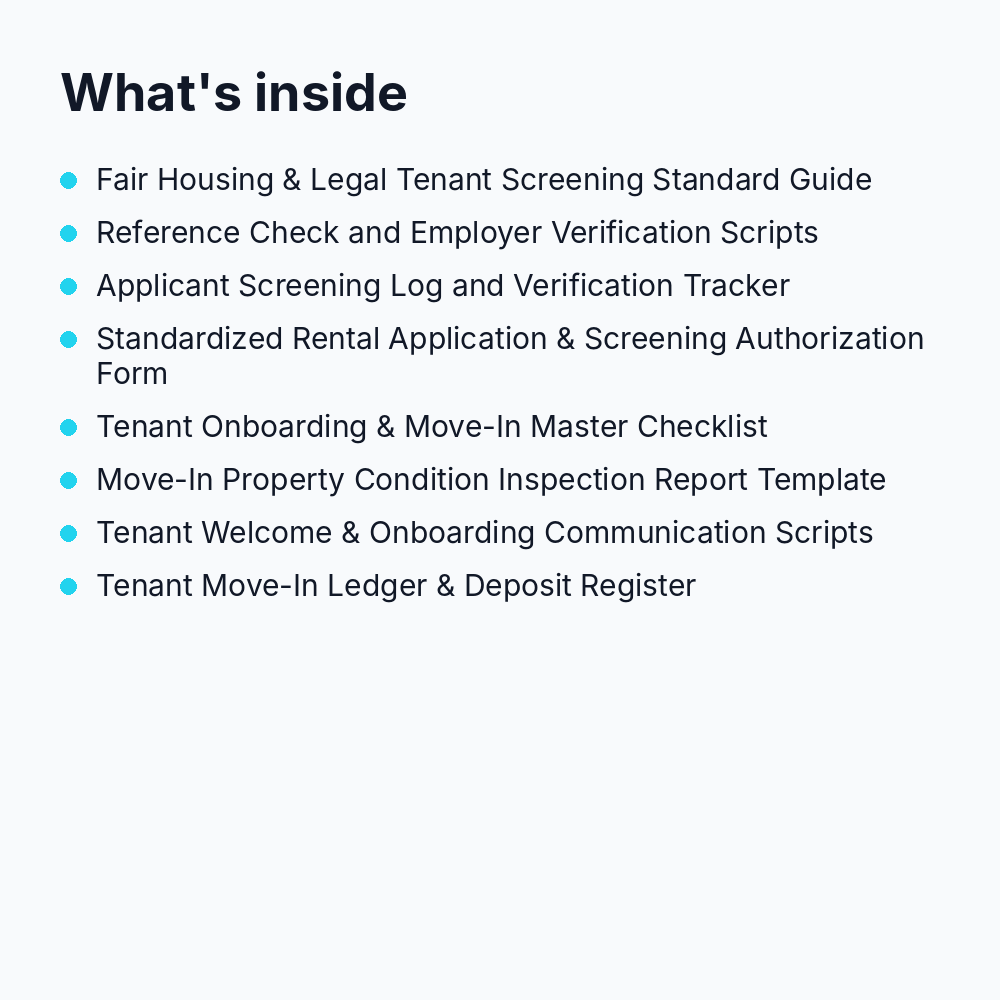 What's inside
Fair Housing & Legal Tenant Screening Standard Guide
Reference Check and Employer Verification Scripts
Applicant Screening Log and Verification Tracker
Standardized Rental Application & Screening Authorization
Form
Tenant Onboarding & Move-In Master Checklist
Move-In Property Condition Inspection Report Template
Tenant Welcome & Onboarding Communication Scripts
Tenant Move-In Ledger & Deposit Register